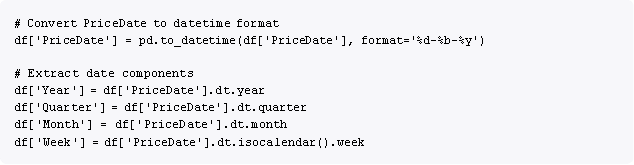 # Convert PriceDate to datetime format
df['PriceDate'] = pd.to_datetime(df['PriceDate'], format='%d-%b-%y')

# Extract date components
df['Year'] = df['PriceDate'].dt.year
df['Quarter'] = df['PriceDate'].dt.quarter
df['Month'] = df['PriceDate'].dt.month
df['Week'] = df['PriceDate'].dt.isocalendar().week